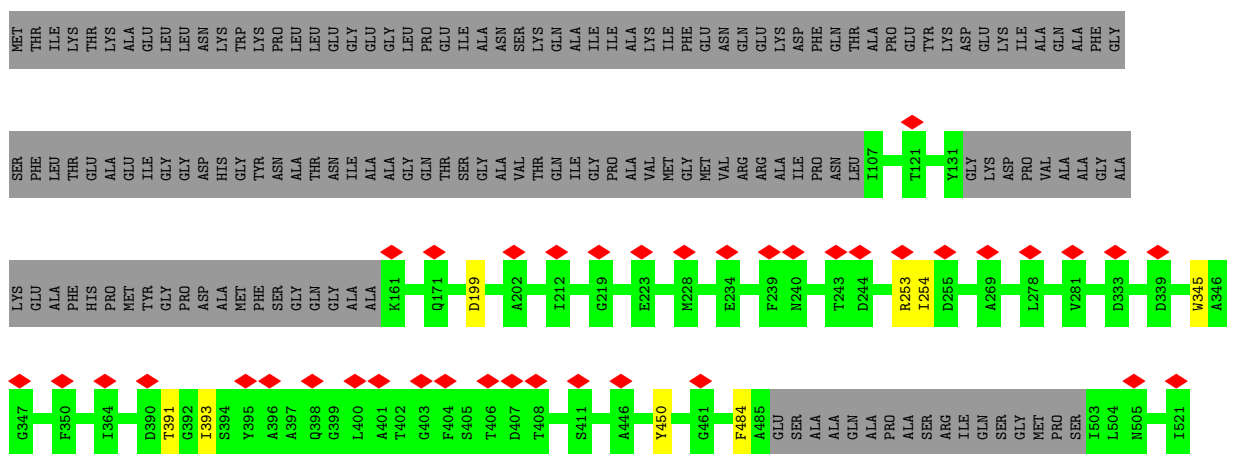 MET THR ILE LYS THR LYS ALA GLU LEU LEU ASN LYS TRP LYS PRO LEU LEU GLU GLY GLU GLY LEU PRO GLU ILE ALA ASN SER LYS GLN ALA ILE ILE ALA LYS ILE PHE GLU ASN GLN GLU LYS ASP PHE GLN THR ALA PRO GLU TYR LYS ASP GLU LYS ILE ALA GLN ALA PHE GLY
SER PHE LEU THR GLU ALA GLU ILE GLY GLY ASP HIS GLY TYR ASN ALA THR ASN ILE ALA ALA GLY GLN THR SER GLY ALA VAL THR GLN ILE GLY PRO ALA VAL MET GLY MET VAL ARG ARG ALA ILE PRO ASN LEU I107 T121 Y131 GLY LYS ASP PRO VAL ALA ALA GLY ALA
LYS GLU ALA PHE HIS PRO MET TYR GLY PRO ASP ALA MET PHE SER GLY GLN GLY ALA ALA K161 Q171 D199 A202 I212 G219 E223 M228 E234 F239 N240 T243 D244 R253 I254 D255 A269 L278 V281 D333 D339 W345 A346
G347 F350 I364 D390 T391 G392 I393 S394 Y395 A396 A397 Q398 G399 L400 A401 T402 G403 F404 S405 T406 D407 T408 S411 A446 Y450 G461 F484 A485 GLU SER ALA ALA GLN ALA PRO ALA SER ARG ILE GLN SER GLY MET PRO SER I503 L504 N505 I521